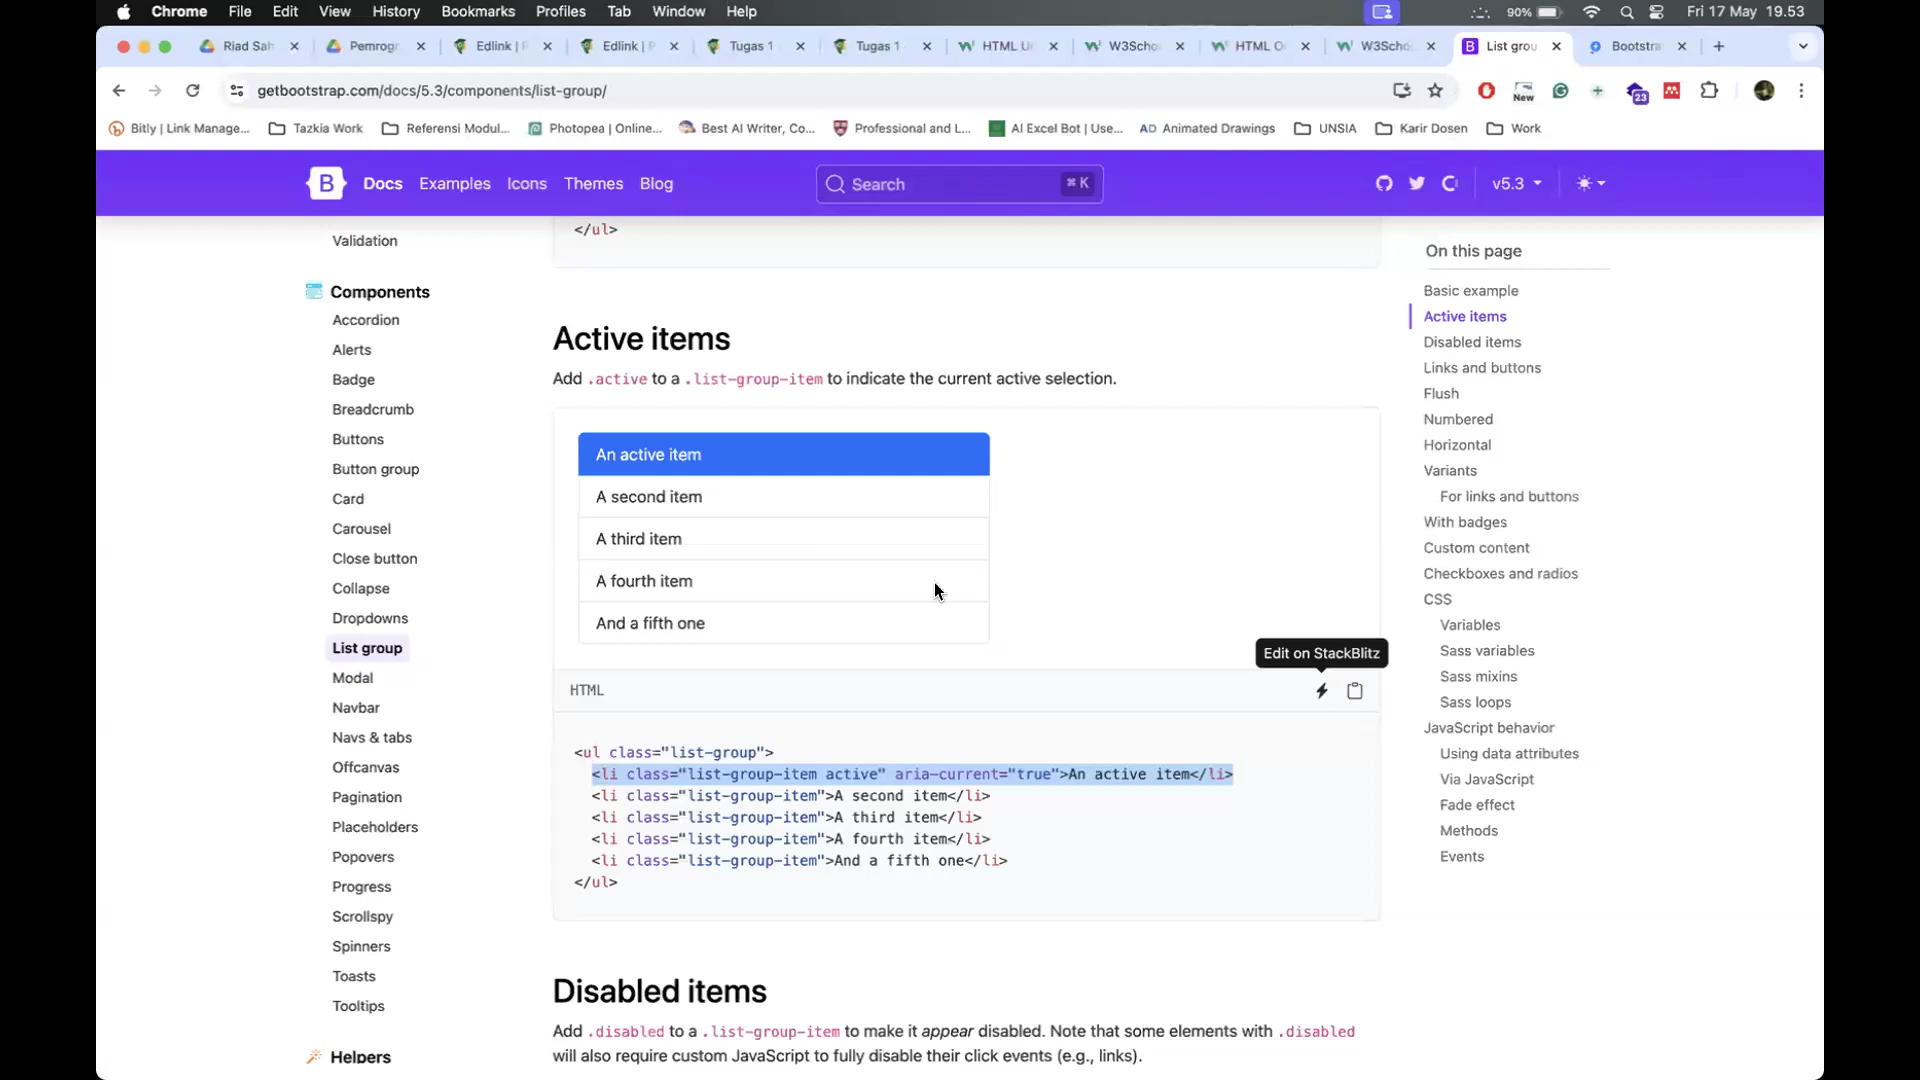 Chrome File Edit View History Bookmarks Profiles Tab Window Help 90% Fri 17 May 19.53
Riad Sah Pemrogr Edlink | F Edlink | P Tugas 1 Tugas 1 HTML Ur W3Scho HTML O W3Scho List grou Bootstra
getbootstrap.com/docs/5.3/components/list-group/ New 23
Bitly | Link Manage... Tazkia Work Referensi Modul... Photopea | Online... Best AI Writer, Co... Professional and L... AI Excel Bot | Use... AD Animated Drawings UNSIA Karir Dosen Work
B Docs Examples Icons Themes Blog Search ⌘ K v5.3
Validation
Components
Accordion
Alerts
Badge
Breadcrumb
Buttons
Button group
Card
Carousel
Close button
Collapse
Dropdowns
List group
Modal
Navbar
Navs & tabs
Offcanvas
Pagination
Placeholders
Popovers
Progress
Scrollspy
Spinners
Toasts
Tooltips
Helpers
</ul>
Active items
Add .active to a .list-group-item to indicate the current active selection.
An active item
A second item
A third item
A fourth item
And a fifth one
Edit on StackBlitz
HTML
<ul class="list-group">
<li class="list-group-item active" aria-current="true">An active item</li>
<li class="list-group-item">A second item</li>
<li class="list-group-item">A third item</li>
<li class="list-group-item">A fourth item</li>
<li class="list-group-item">And a fifth one</li>
</ul>
Disabled items
Add .disabled to a .list-group-item to make it appear disabled. Note that some elements with .disabled
will also require custom JavaScript to fully disable their click events (e.g., links).
On this page
Basic example
Active items
Disabled items
Links and buttons
Flush
Numbered
Horizontal
Variants
For links and buttons
With badges
Custom content
Checkboxes and radios
CSS
Variables
Sass variables
Sass mixins
Sass loops
JavaScript behavior
Using data attributes
Via JavaScript
Fade effect
Methods
Events